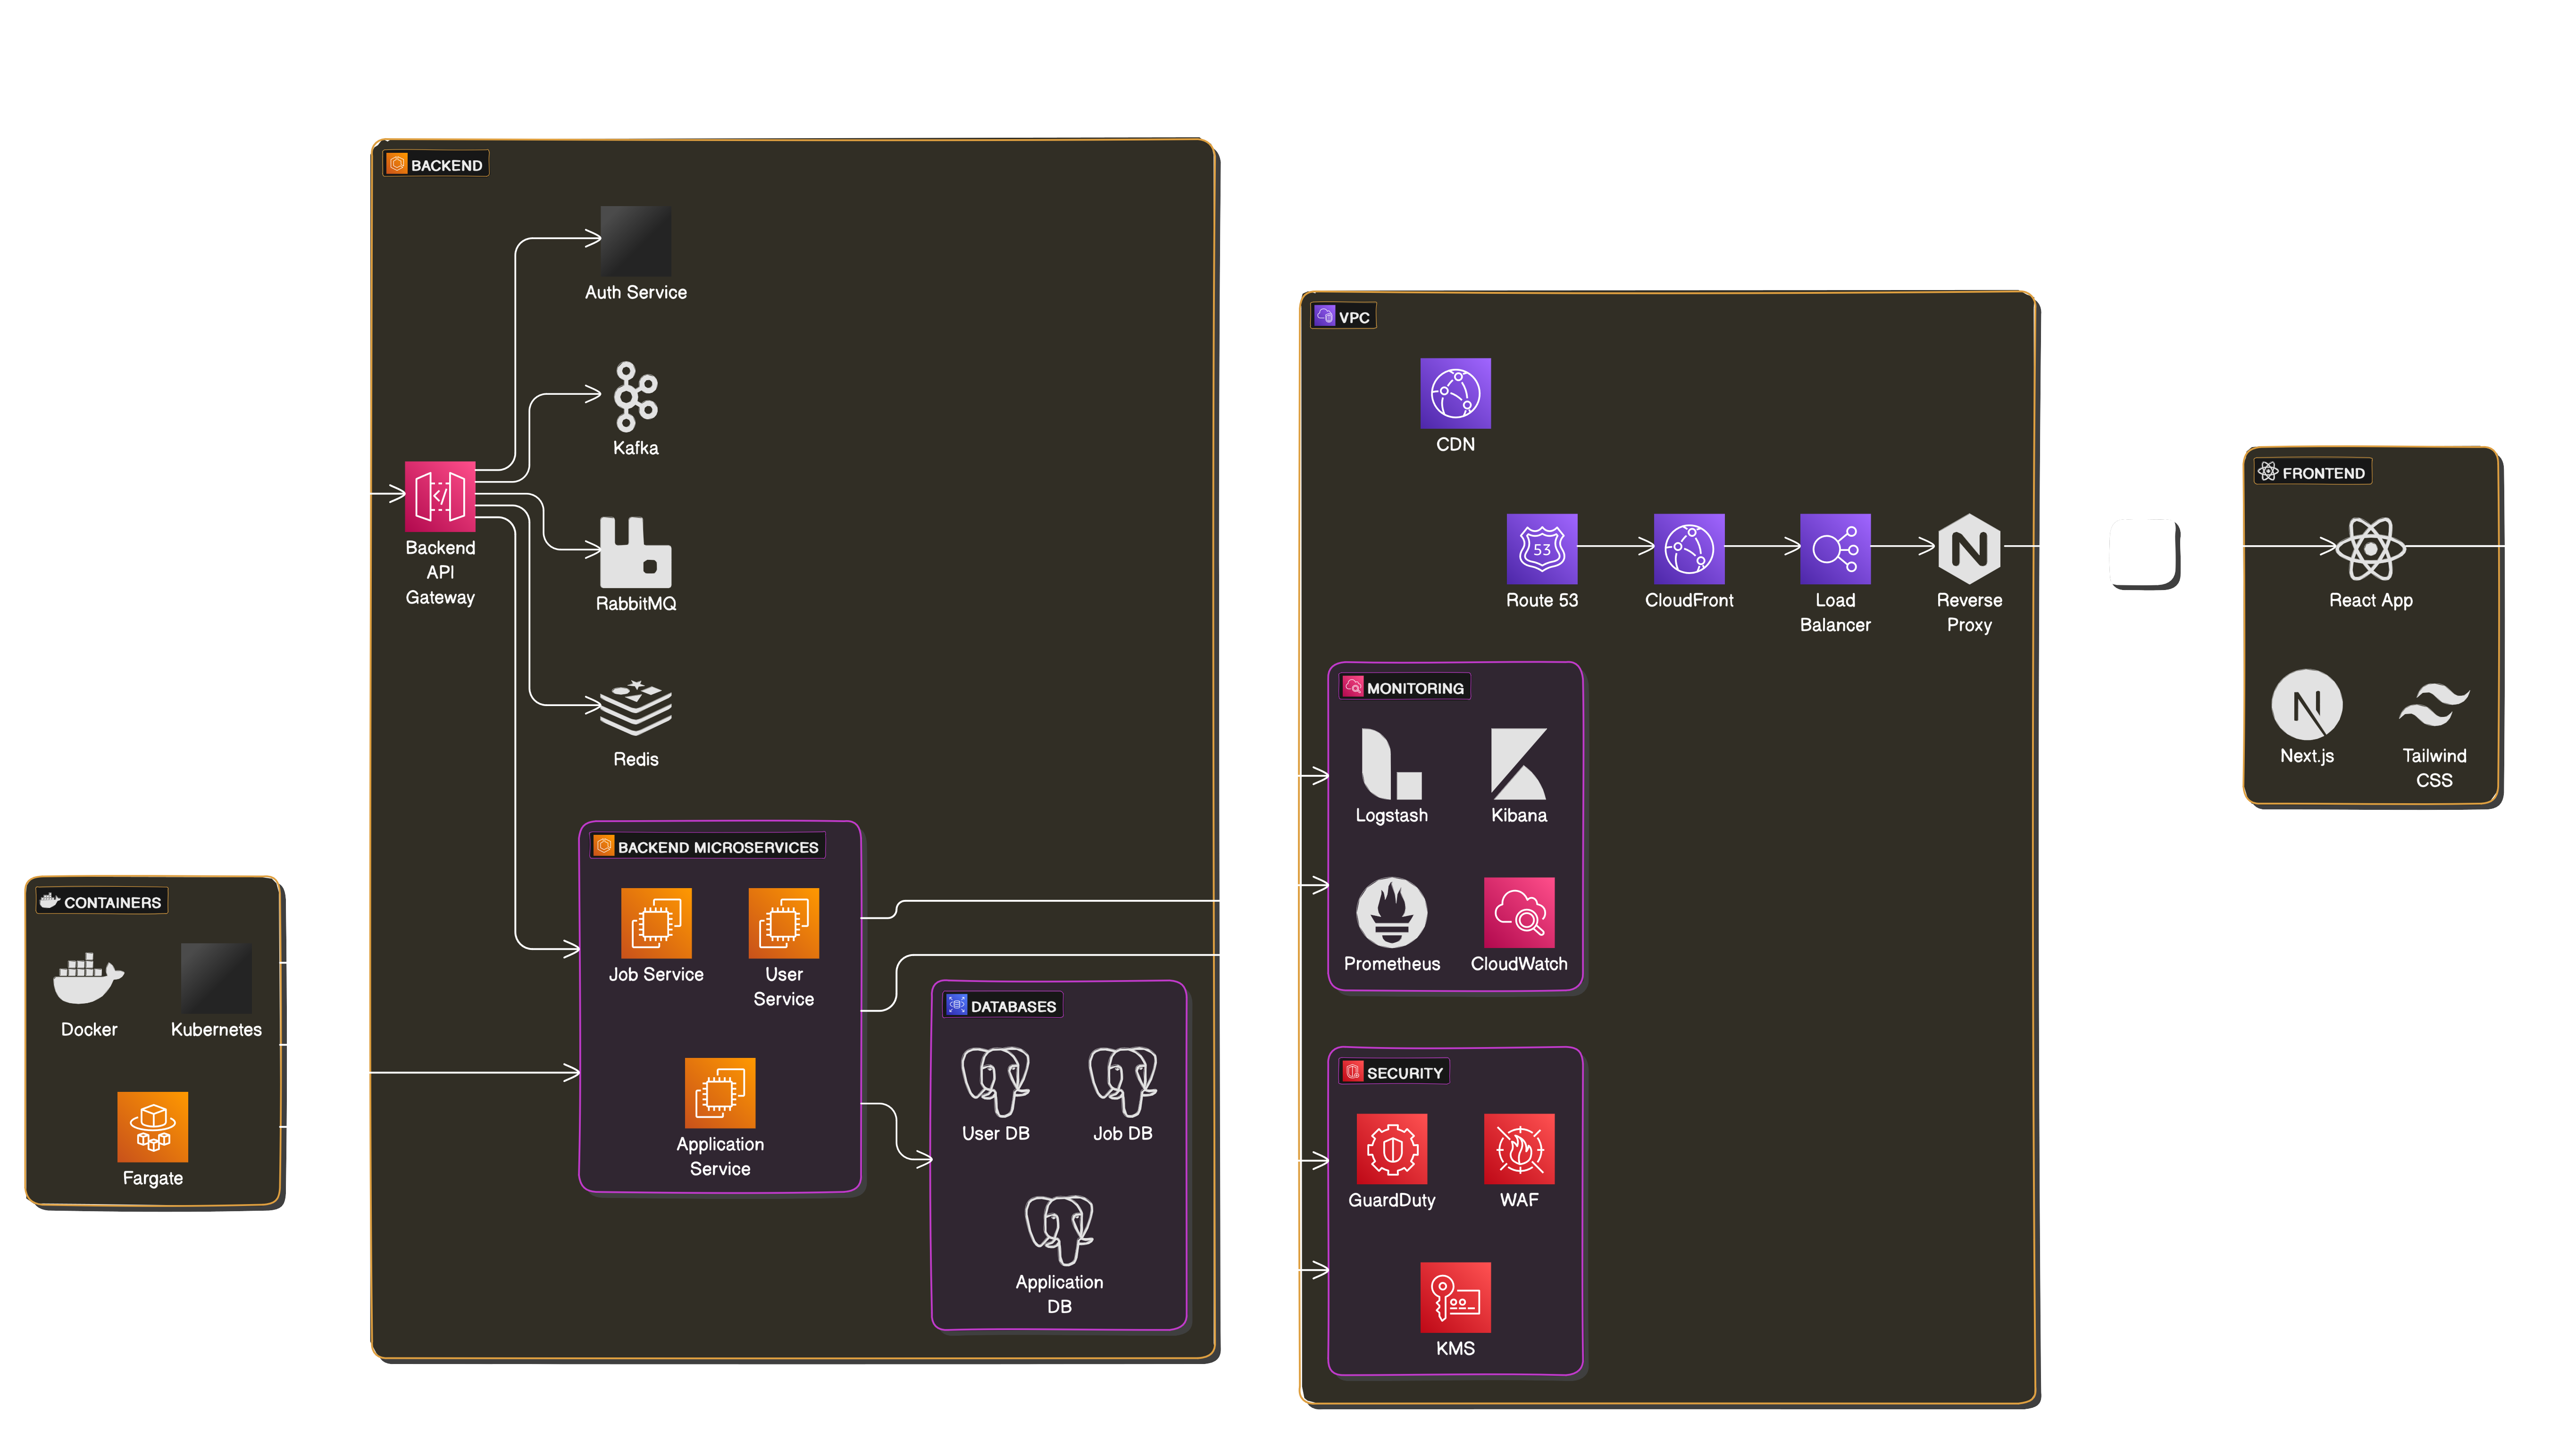 BACKEND
Auth Service
Kafka
Backend
API
Gateway
RabbitMQ
Redis
BACKEND MICROSERVICES
Job Service
User
Service
Application
Service
DATABASES
User DB
Job DB
Application
DB
CONTAINERS
Docker
Kubernetes
Fargate
VPC
CDN
53
Route 53
CloudFront
Load
Balancer
Reverse
Proxy
MONITORING
Logstash
Kibana
Prometheus
CloudWatch
SECURITY
GuardDuty
WAF
KMS
FRONTEND
React App
Next.js
Tailwind
CSS